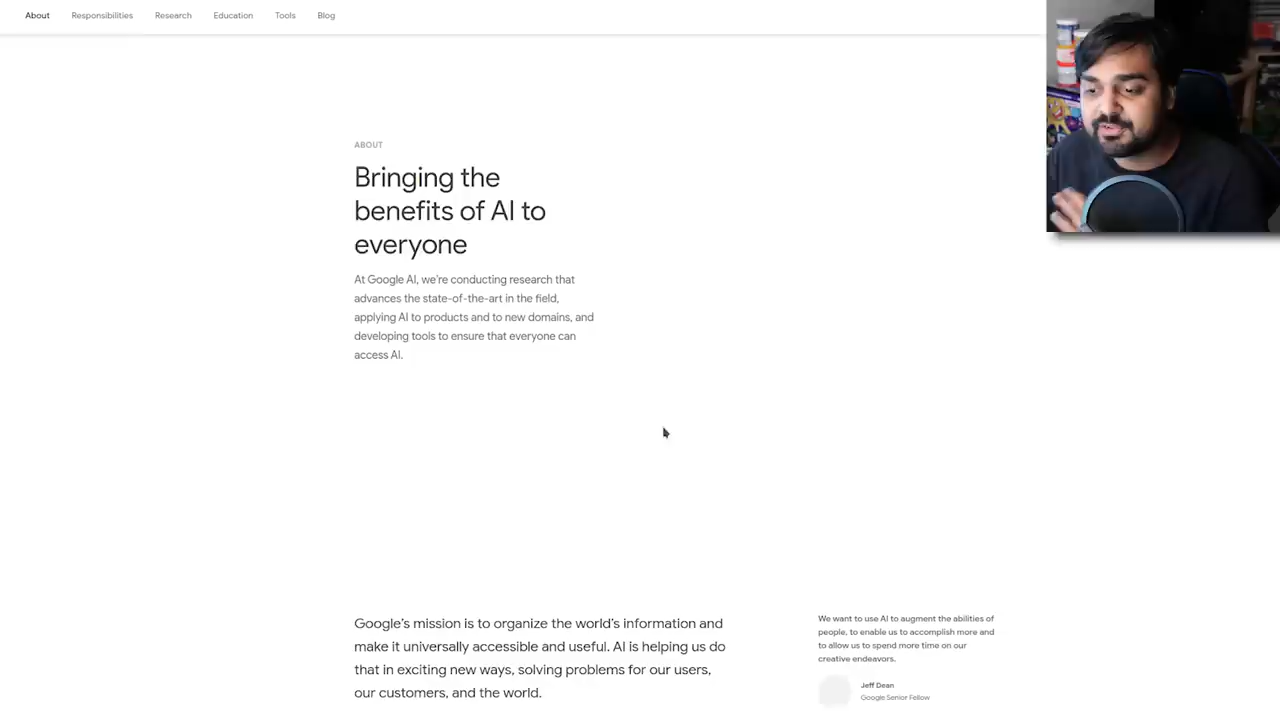 About Responsibilities Research Education Tools Blog
ABOUT
Bringing the
benefits of AI to
everyone
At Google AI, we're conducting research that
advances the state-of-the-art in the field,
applying AI to products and to new domains, and
developing tools to ensure that everyone can
access AI.
Google's mission is to organize the world's information and
make it universally accessible and useful. AI is helping us do
that in exciting new ways, solving problems for our users,
our customers, and the world.
We want to use AI to augment the abilities of
people, to enable us to accomplish more and
to allow us to spend more time on our
creative endeavors.
Jeff Dean
Google Senior Fellow